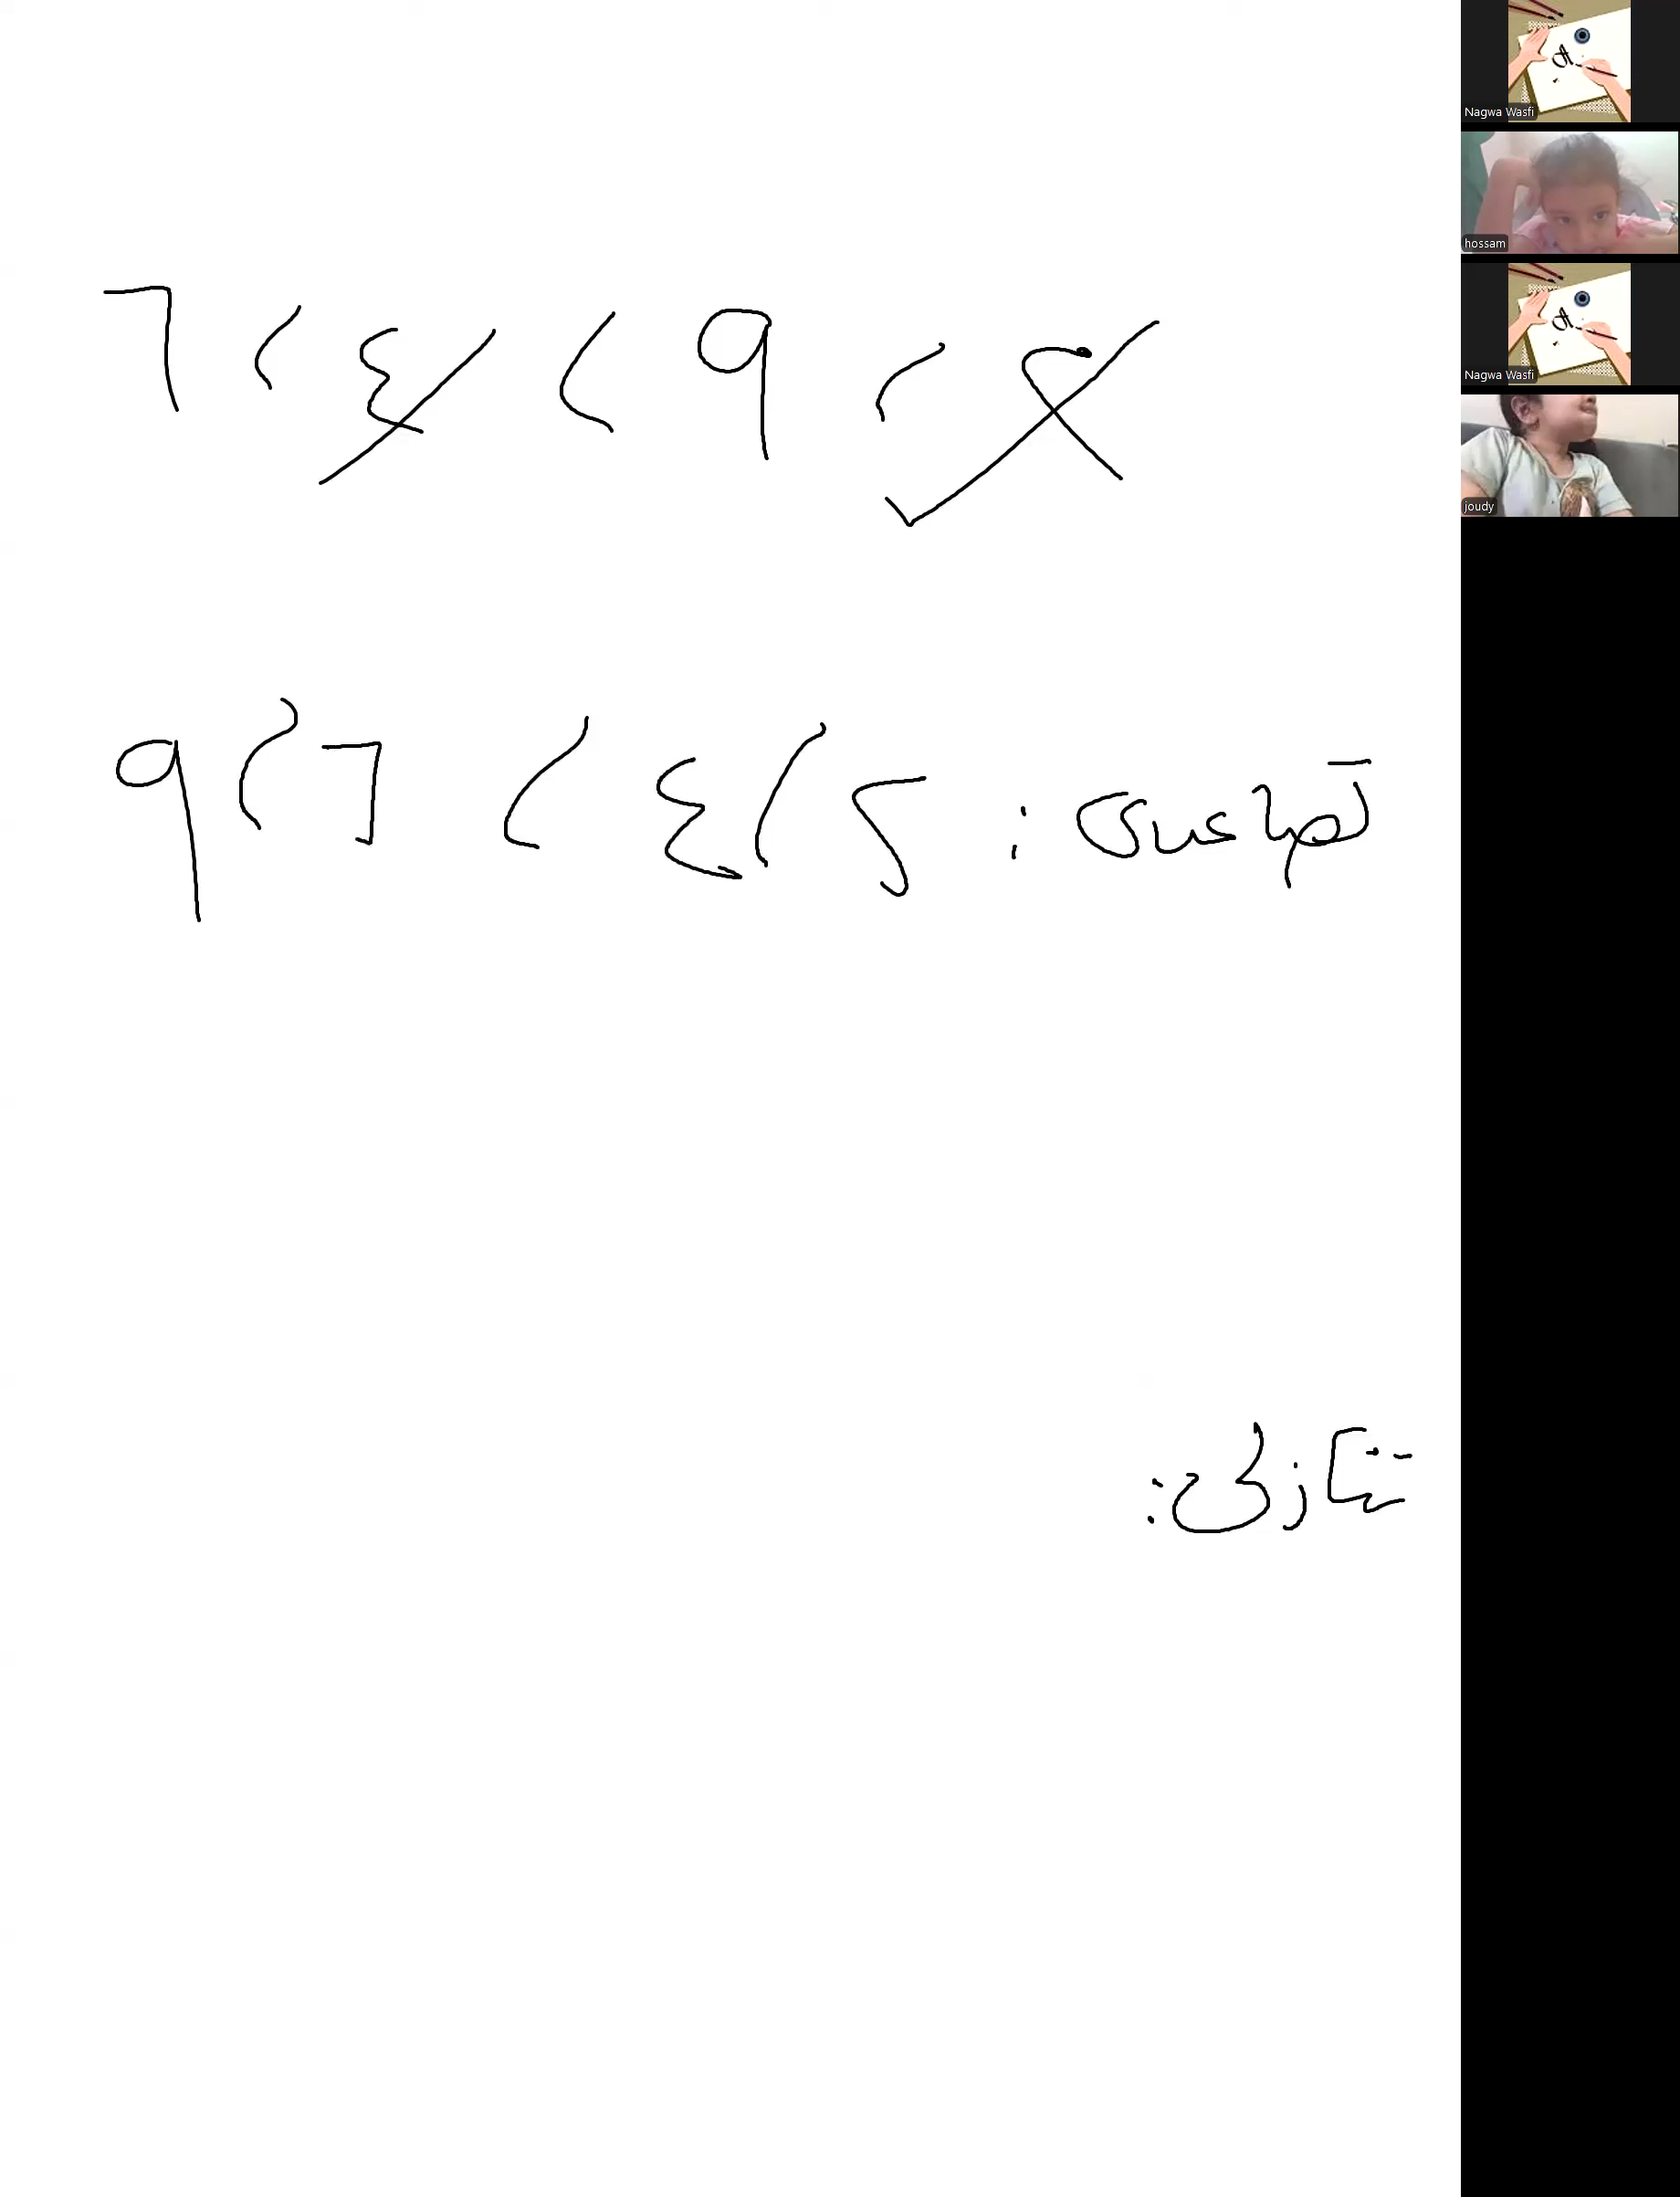 ٦ ، ٤ ، ٩ ، ٢
تصاعدى : ٢ ، ٤ ، ٦ ، ٩
تنازلى :
Nagwa Wasfi
hossam
Nagwa Wasfi
joudy